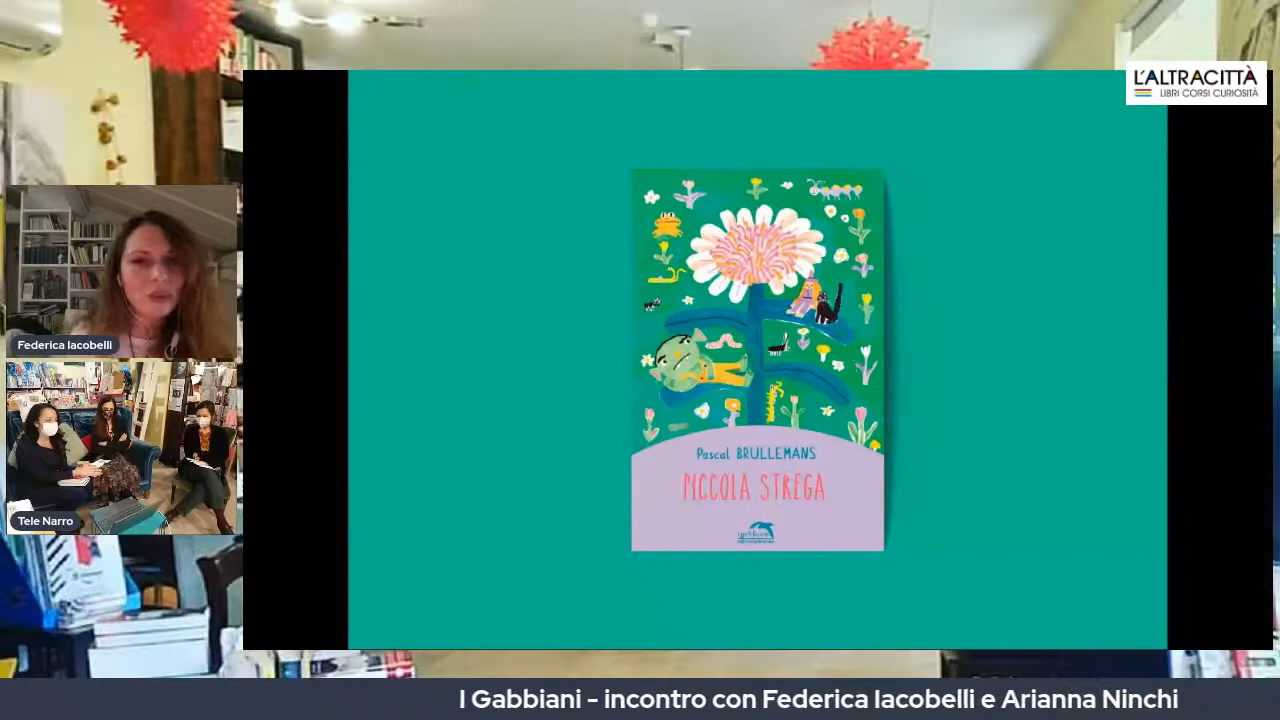 L'ALTRACITTÀ
LIBRI CORSI CURIOSITÀ
Federica Iacobelli
Tele Narro
Pascal BRULLEMANS
PICCOLA STREGA
I Gabbiani - incontro con Federica Iacobelli e Arianna Ninchi